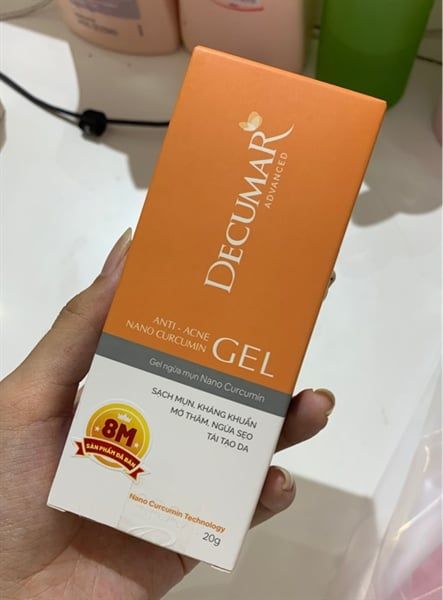 DECUMAR
ADVANCED
ANTI - ACNE
NANO CURCUMIN GEL
Gel ngừa mụn Nano Curcumin
SẠCH MỤN, KHÁNG KHUẨN
MỜ THÂM, NGỪA SẸO
TÁI TẠO DA
8M
SẢN PHẨM ĐÃ BÁN
Nano Curcumin Technology
20g